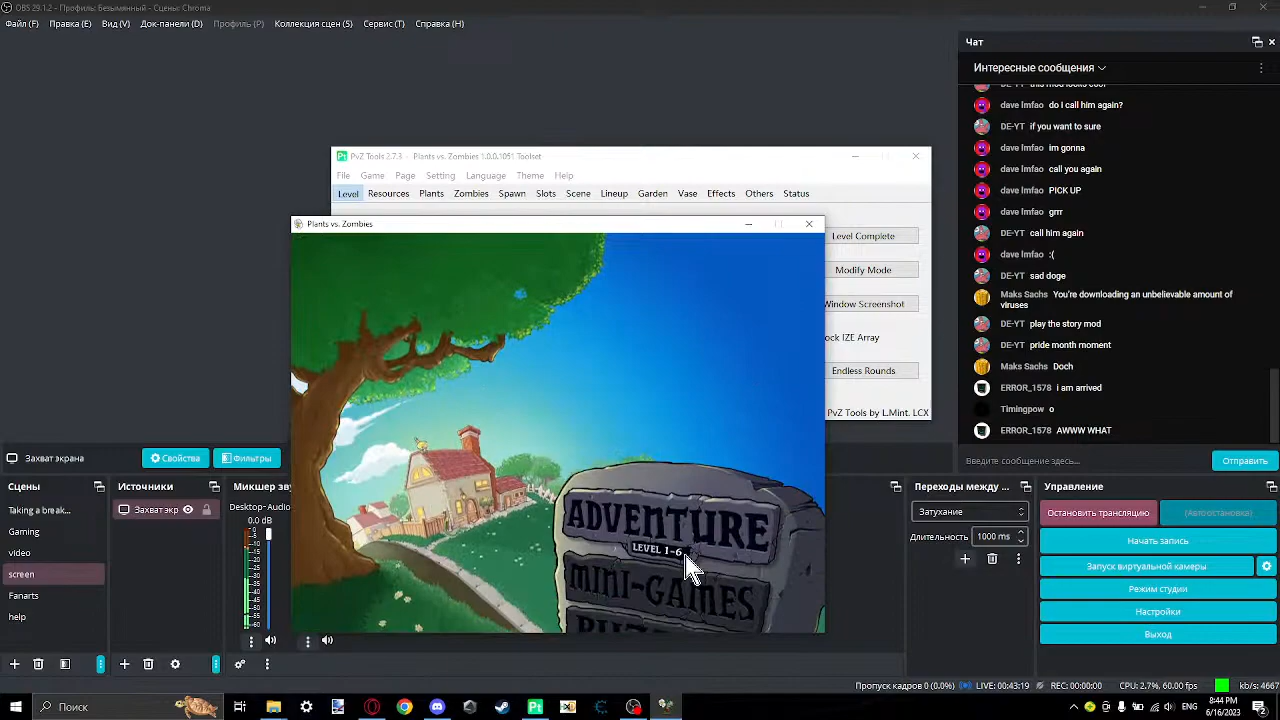 OBS 29.1.2 - Профиль: Безымянный - Сцены: Chroma
Файл (F) Правка (E) Вид (V) Док-панели (D) Профиль (P) Коллекция сцен (S) Сервис (T) Справка (H)
Чат
Интересные сообщения
dave lmfao do I call him again?
DE-YT if you want to sure
dave lmfao im gonna
dave lmfao call you again
dave lmfao PICK UP
dave lmfao grrr
DE-YT call him again
dave lmfao :(
DE-YT sad doge
Maks Sachs You're downloading an unbelievable amount of
viruses
DE-YT play the story mod
DE-YT pride month moment
Maks Sachs Doch
ERROR_1578 i am arrived
Timingpow o
ERROR_1578 AWWW WHAT
Введите сообщение здесь...
Отправить
Pt PvZ Tools 2.7.3 - Plants vs. Zombies 1.0.0.1051 Toolset
File Game Page Setting Language Theme Help
Level Resources Plants Zombies Spawn Slots Scene Lineup Garden Vase Effects Others Status
Level Complete
Modify Mode
Window Screenshot
ock IZE Array
Endless Rounds
PvZ Tools by L.Mint. LCX
Plants vs. Zombies
ADVENTURE
LEVEL 1-6
MINI-GAMES
Захват экрана
Свойства
Фильтры
Сцены
Taking a break...
Gaming
video
screen
Fanarts
help
Источники
Захват экр
Микшер зву
Desktop-Audio
0.0 dB
Переходы между ...
Затухание
Длительность 1000 ms
Управление
Остановить трансляцию
(Автоостановка)
Начать запись
Запуск виртуальной камеры
Режим студии
Настройки
Выход
Пропуск кадров 0 (0.0%) LIVE: 00:43:19 REC: 00:00:00 CPU: 2.7%, 60.00 fps kb/s: 4667
Поиск
ENG
8:44 PM
6/16/2023